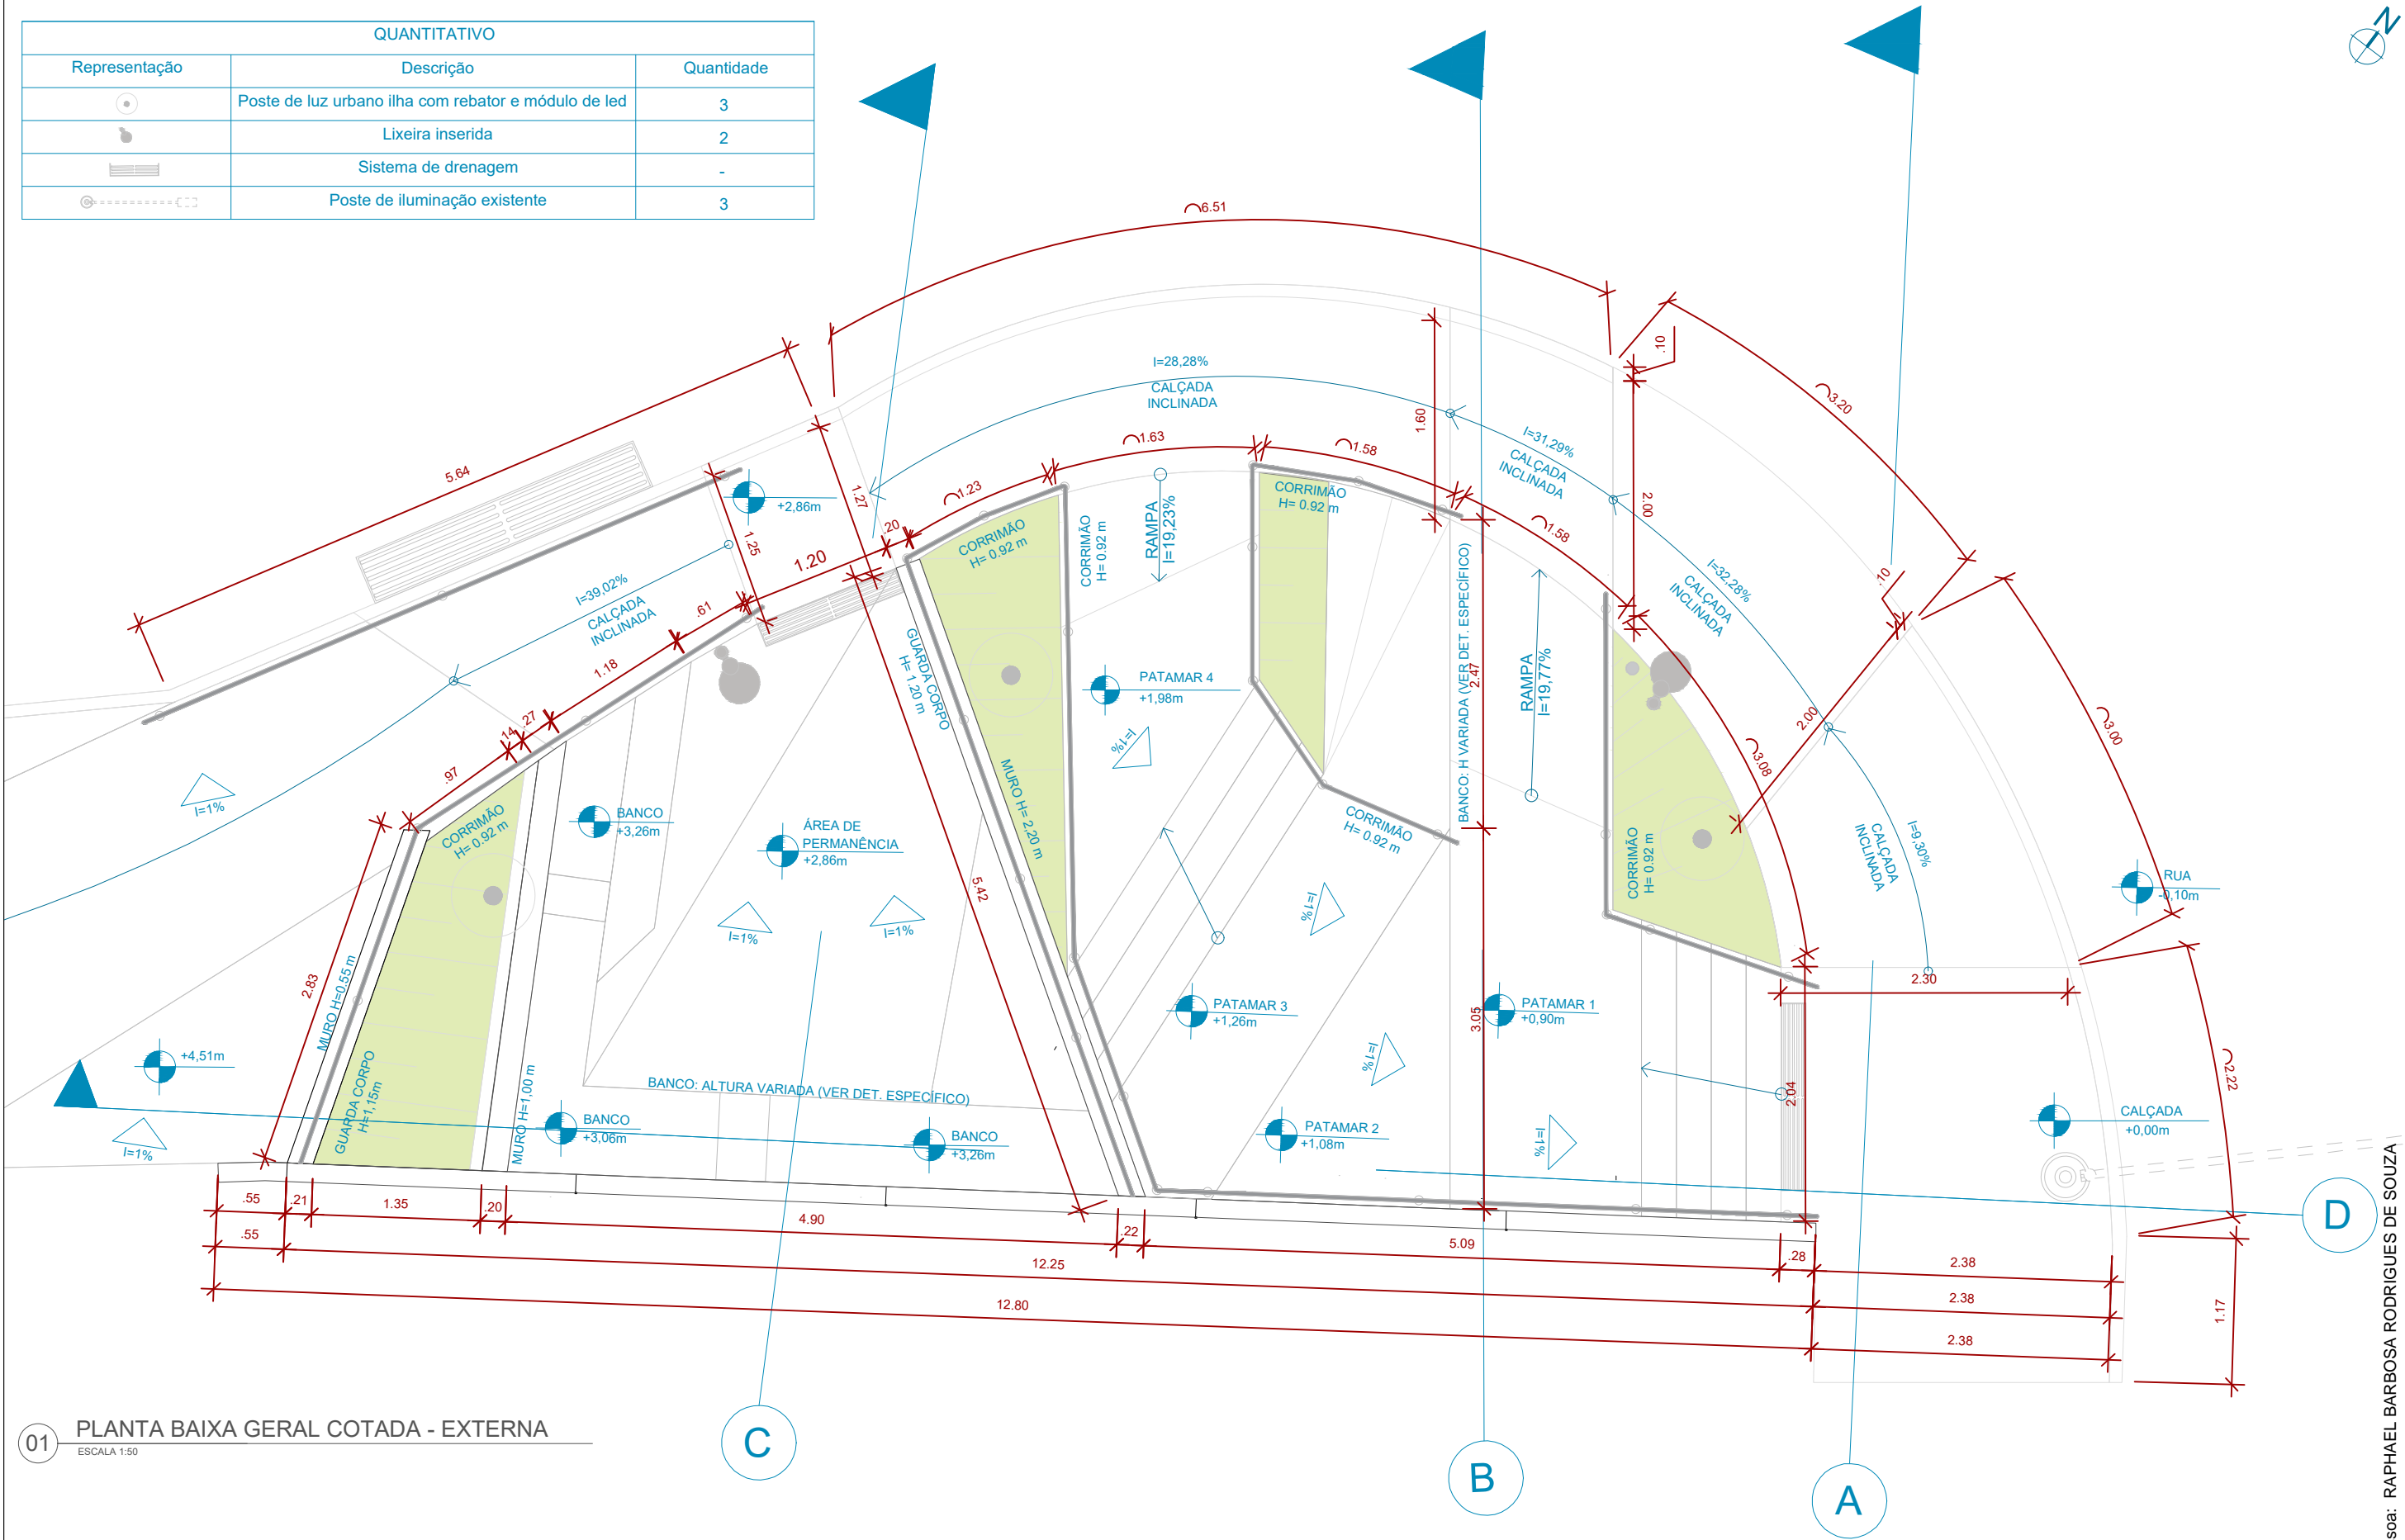 QUANTITATIVO
Representação Descrição Quantidade
Poste de luz urbano ilha com rebator e módulo de led 3
Lixeira inserida 2
Sistema de drenagem -
Poste de iluminação existente 3
N
6.51
I=28,28%
CALÇADA
INCLINADA
.10
3.20
1.60
I=31,29%
CALÇADA
INCLINADA
5.64
1.27
1.63
1.58
+2,86m
1.23
.20
1.25
1.20
CORRIMÃO
H= 0.92 m
CORRIMÃO
H= 0.92 m
RAMPA
I=19,23%
CORRIMÃO
H= 0.92 m
2.00
1.58
I=39,02%
CALÇADA
INCLINADA
.61
1.18
.27
.14
.97
I=32,28%
CALÇADA
INCLINADA
.10
BANCO: H VARIADA (VER DET. ESPECÍFICO)
2.47
RAMPA
I=19,77%
GUARDA CORPO
H= 1.20 m
PATAMAR 4
+1,98m
I=1%
2.00
3.08
3.00
MURO H= 2,20 m
I=1%
CORRIMÃO
H= 0.92 m
BANCO
+3,26m
ÁREA DE
PERMANÊNCIA
+2,86m
CORRIMÃO
H= 0.92 m
CORRIMÃO
H= 0.92 m
CALÇADA
INCLINADA
I=9,30%
RUA
-0,10m
5.42
I=1%
I=1%
I=1%
2.83
MURO H=0.55 m
2.30
PATAMAR 3
+1,26m
PATAMAR 1
+0,90m
3.05
I=1%
+4,51m
GUARDA CORPO
H=1,15m
MURO H=1,00 m
BANCO: ALTURA VARIADA (VER DET. ESPECÍFICO)
2.04
2.22
BANCO
+3,06m
BANCO
+3,26m
PATAMAR 2
+1,08m
I=1%
CALÇADA
+0,00m
I=1%
D
.55 .21 1.35 .20 4.90 .22 5.09 .28 2.38
.55 12.25 2.38
12.80 2.38
1.17
01 PLANTA BAIXA GERAL COTADA - EXTERNA
ESCALA 1:50
C
B
A
soa: RAPHAEL BARBOSA RODRIGUES DE SOUZA